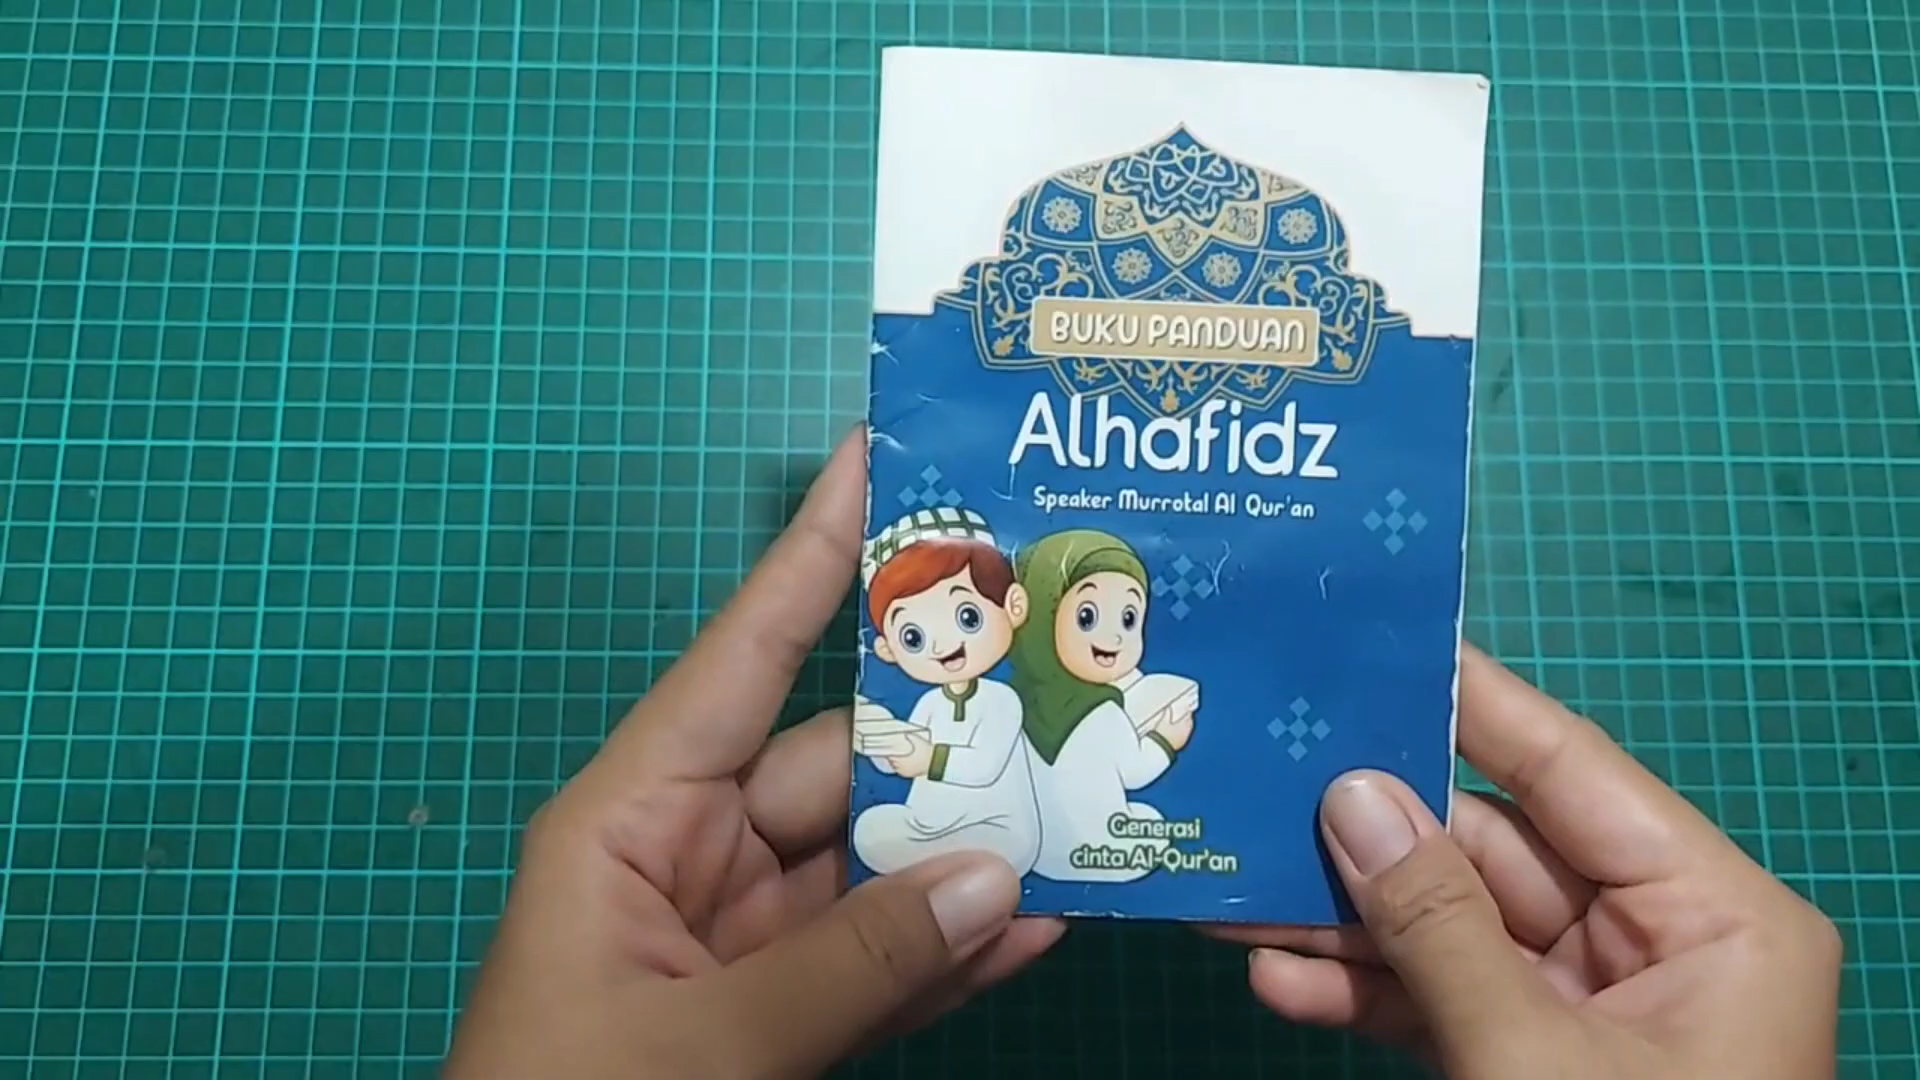 BUKU PANDUAN
Alhafidz
Speaker Murrotal Al Qur'an
Generasi
cinta Al-Qur'an